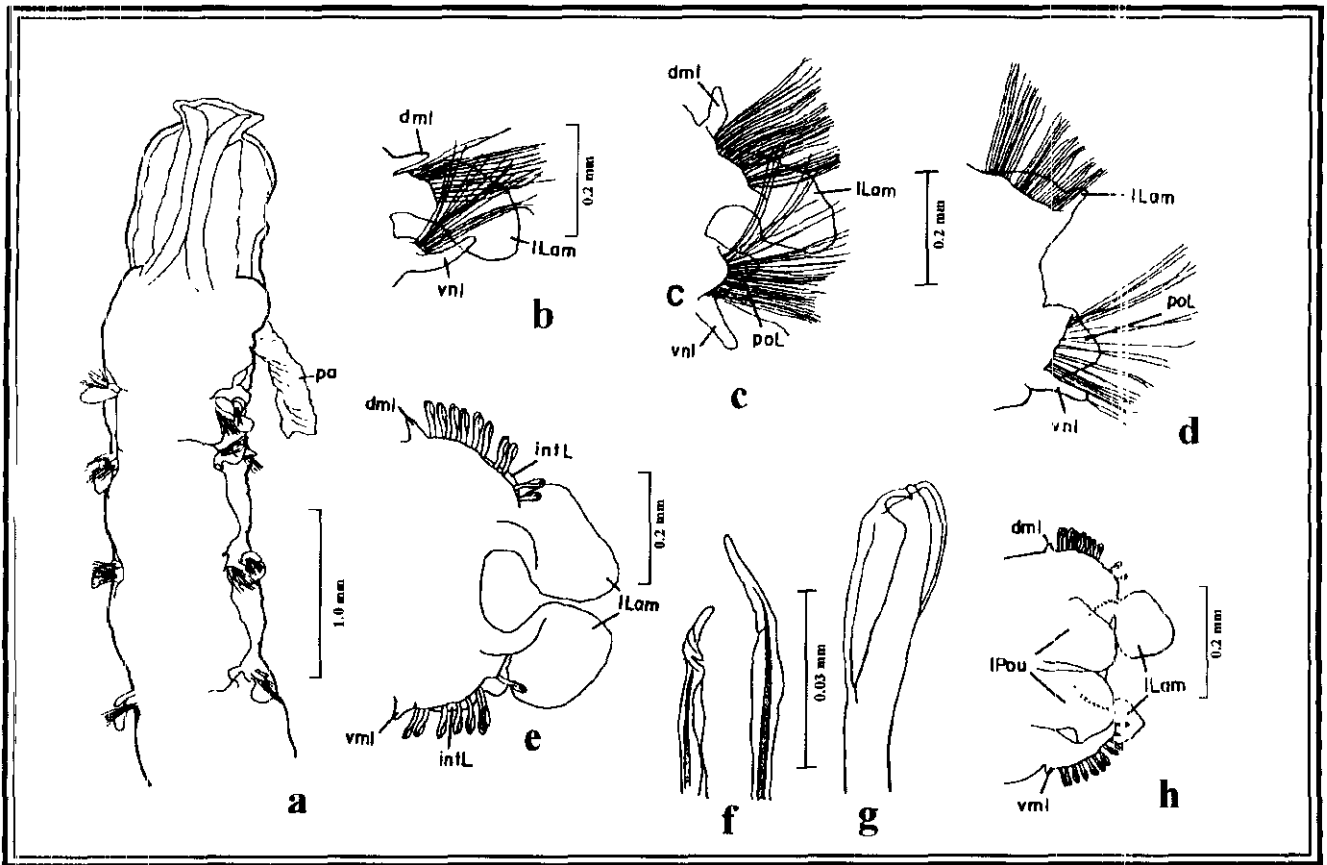 pa
1.0 mm
a
dml
0.2 mm
lLam
vnl
b
dml
lLam
0.2 mm
C
poL
vnl
c
lLam
poL
vnl
d
dml
intL
0.2 mm
lLam
vml
intL
e
0.03 mm
f
g
dml
lPou
lLam
0.2 mm
vml
h